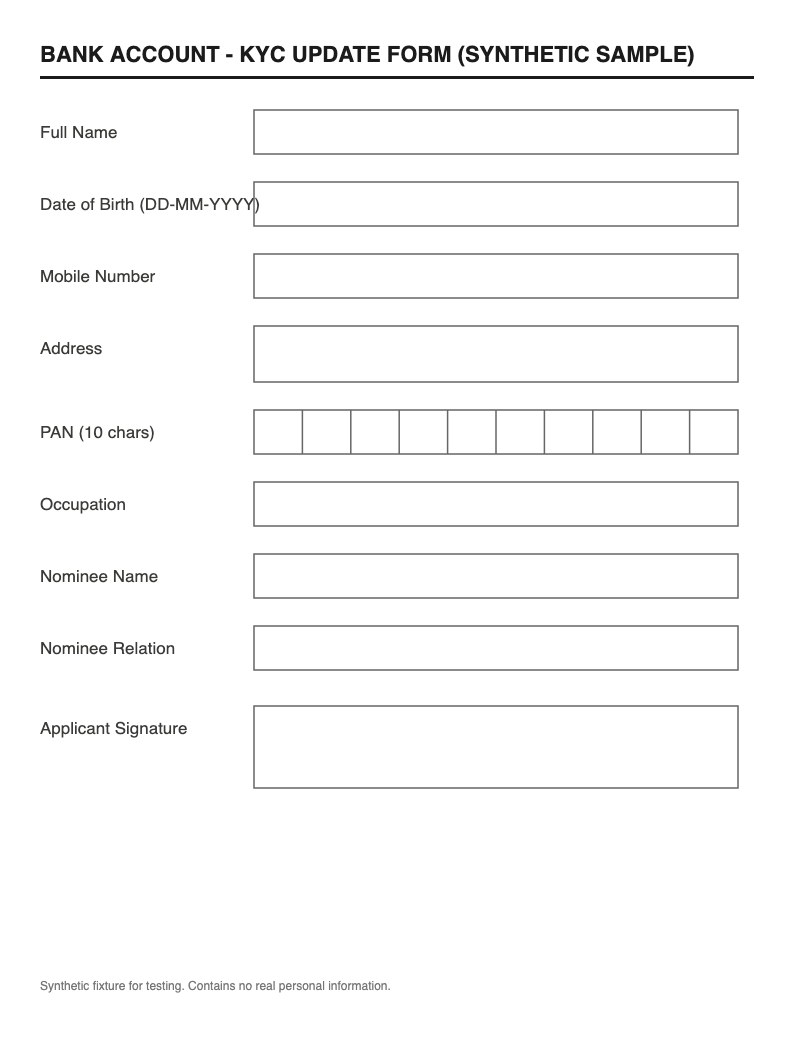 BANK ACCOUNT - KYC UPDATE FORM (SYNTHETIC SAMPLE)
Full Name
Date of Birth (DD-MM-YYYY)
Mobile Number
Address
PAN (10 chars)
Occupation
Nominee Name
Nominee Relation
Applicant Signature
Synthetic fixture for testing. Contains no real personal information.